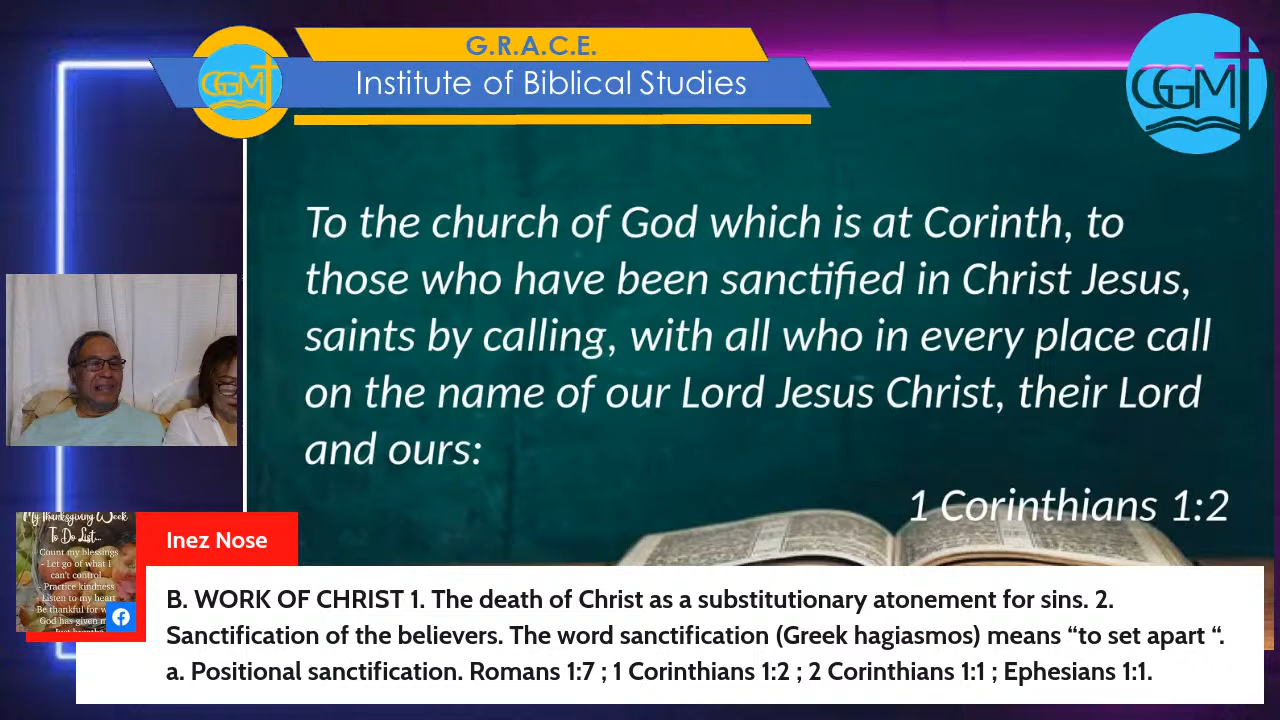 G.R.A.C.E.
Institute of Biblical Studies
CGM
CGM
To the church of God which is at Corinth, to
those who have been sanctified in Christ Jesus,
saints by calling, with all who in every place call
on the name of our Lord Jesus Christ, their Lord
and ours:
1 Corinthians 1:2
My Thanksgiving Week
To Do List...
Count my blessings
- Let go of what I
can't control
- Practice kindness
Listen to my heart
Be thankful for
God has given
Just breathe
Inez Nose
B. WORK OF CHRIST 1. The death of Christ as a substitutionary atonement for sins. 2.
Sanctification of the believers. The word sanctification (Greek hagiasmos) means “to set apart “.
a. Positional sanctification. Romans 1:7 ; 1 Corinthians 1:2 ; 2 Corinthians 1:1 ; Ephesians 1:1.